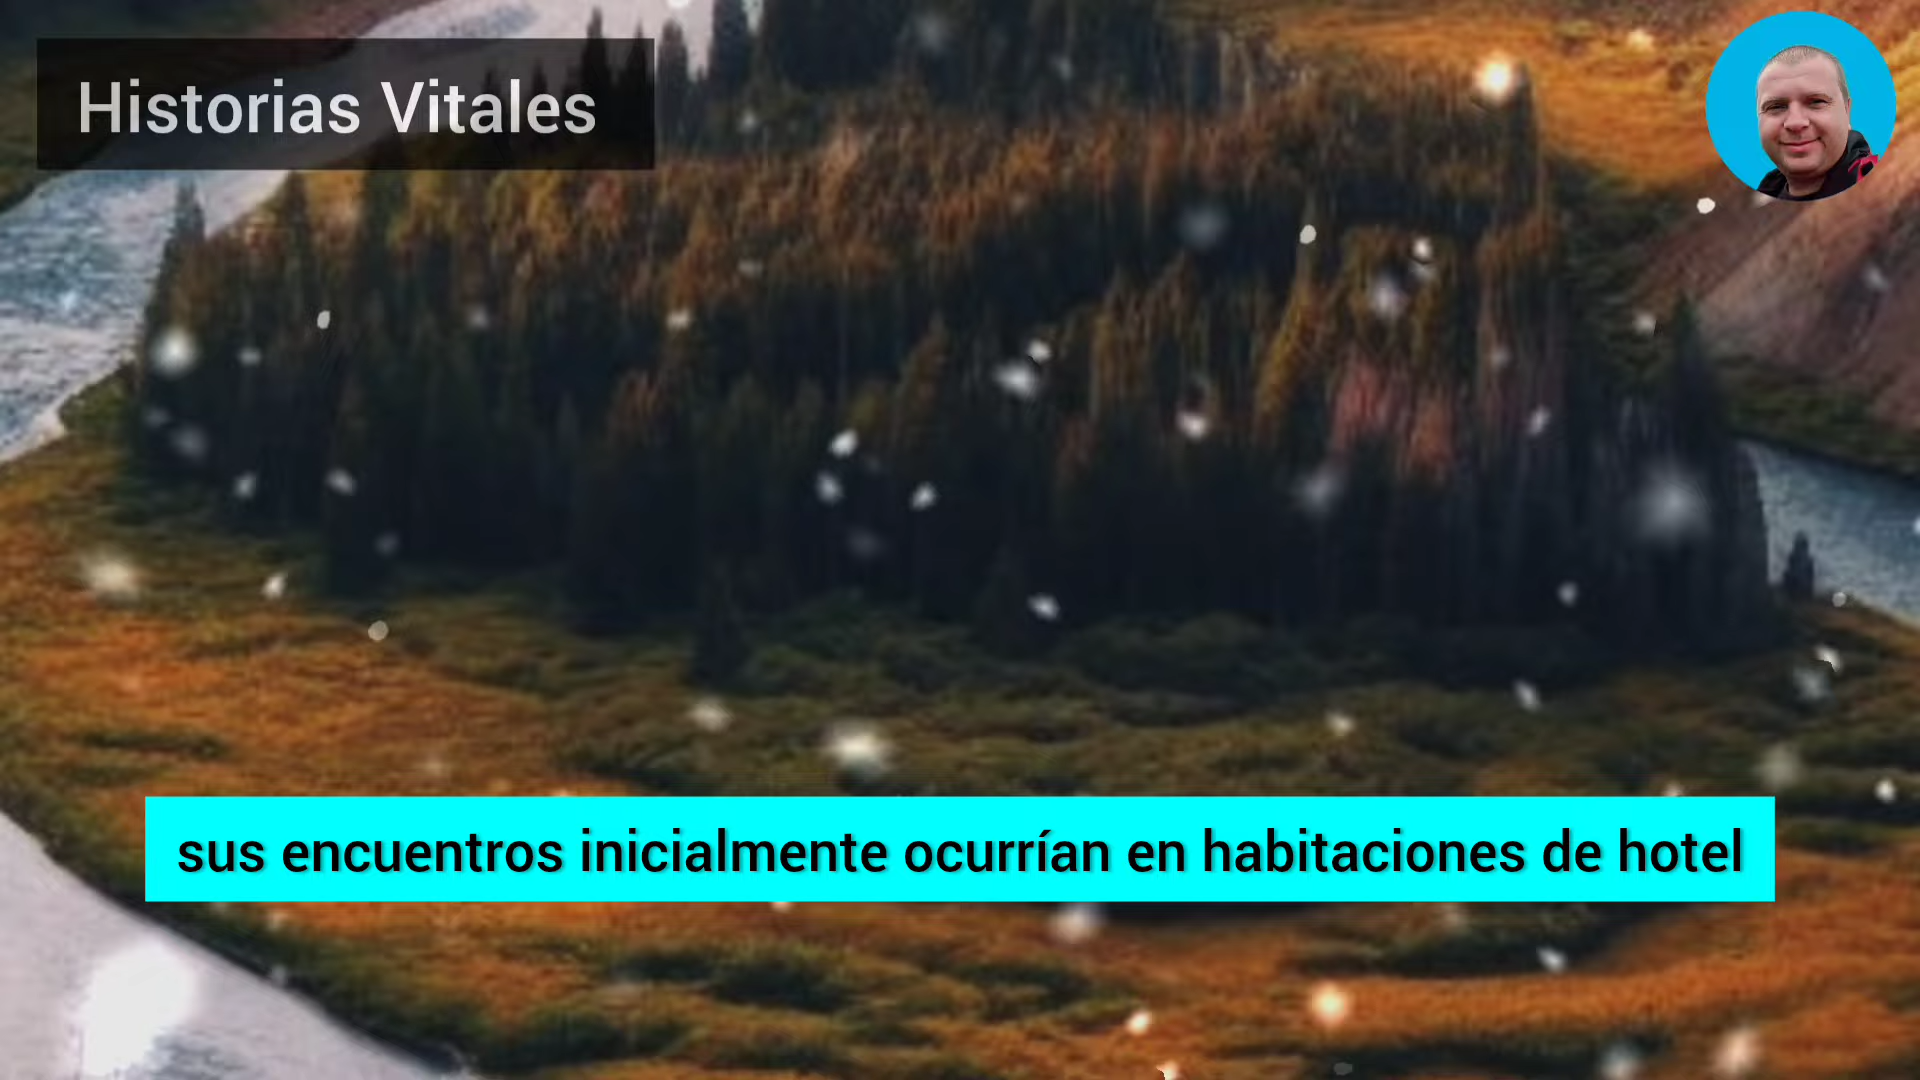 Historias Vitales
sus encuentros inicialmente ocurrían en habitaciones de hotel